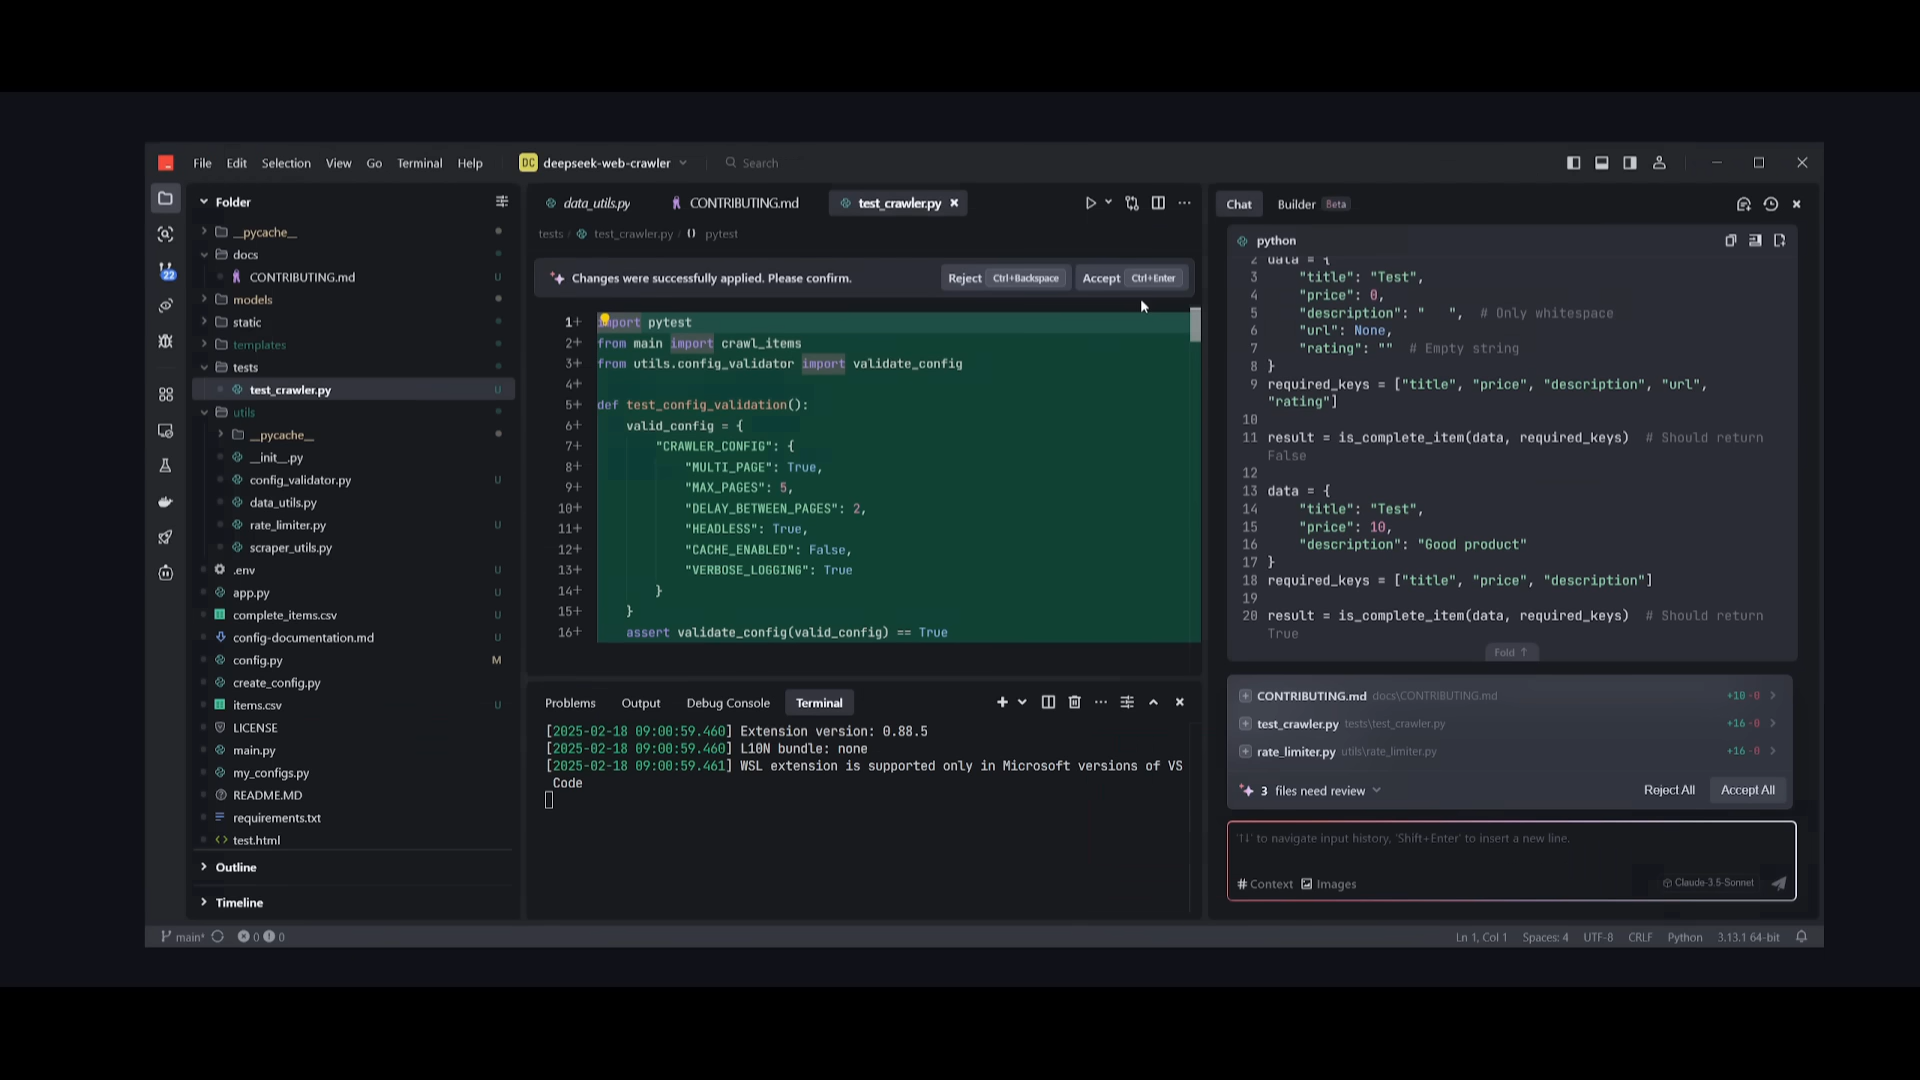 File Edit Selection View Go Terminal Help DC deepseek-web-crawler Search
Folder
__pycache__
docs
CONTRIBUTING.md U
models
static
templates
tests
test_crawler.py U
utils
__pycache__
__init__.py
config_validator.py U
data_utils.py
rate_limiter.py U
scraper_utils.py
.env U
app.py U
complete_items.csv U
config-documentation.md U
config.py M
create_config.py
items.csv U
LICENSE
main.py
my_configs.py
README.MD
requirements.txt
test.html
Outline
Timeline
22
data_utils.py CONTRIBUTING.md test_crawler.py
tests test_crawler.py pytest
Changes were successfully applied. Please confirm. Reject Ctrl+Backspace Accept Ctrl+Enter
1+ import pytest
2+ from main import crawl_items
3+ from utils.config_validator import validate_config
4+
5+ def test_config_validation():
6+ valid_config = {
7+ "CRAWLER_CONFIG": {
8+ "MULTI_PAGE": True,
9+ "MAX_PAGES": 5,
10+ "DELAY_BETWEEN_PAGES": 2,
11+ "HEADLESS": True,
12+ "CACHE_ENABLED": False,
13+ "VERBOSE_LOGGING": True
14+ }
15+ }
16+ assert validate_config(valid_config) == True
Problems Output Debug Console Terminal
[2025-02-18 09:00:59.460] Extension version: 0.88.5
[2025-02-18 09:00:59.460] L10N bundle: none
[2025-02-18 09:00:59.461] WSL extension is supported only in Microsoft versions of VS
Code
Chat Builder Beta
python
2 data = {
3 "title": "Test",
4 "price": 0,
5 "description": "   ", # Only whitespace
6 "url": None,
7 "rating": "" # Empty string
8 }
9 required_keys = ["title", "price", "description", "url",
"rating"]
10
11 result = is_complete_item(data, required_keys) # Should return
False
12
13 data = {
14 "title": "Test",
15 "price": 10,
16 "description": "Good product"
17 }
18 required_keys = ["title", "price", "description"]
19
20 result = is_complete_item(data, required_keys) # Should return
True
Fold ↑
CONTRIBUTING.md docs\CONTRIBUTING.md +10 -0
test_crawler.py tests\test_crawler.py +16 -0
rate_limiter.py utils\rate_limiter.py +16 -0
3 files need review Reject All Accept All
'↑↓' to navigate input history, 'Shift+Enter' to insert a new line.
# Context Images Claude-3.5-Sonnet
main* 0 0 Ln 1, Col 1 Spaces: 4 UTF-8 CRLF Python 3.13.1 64-bit